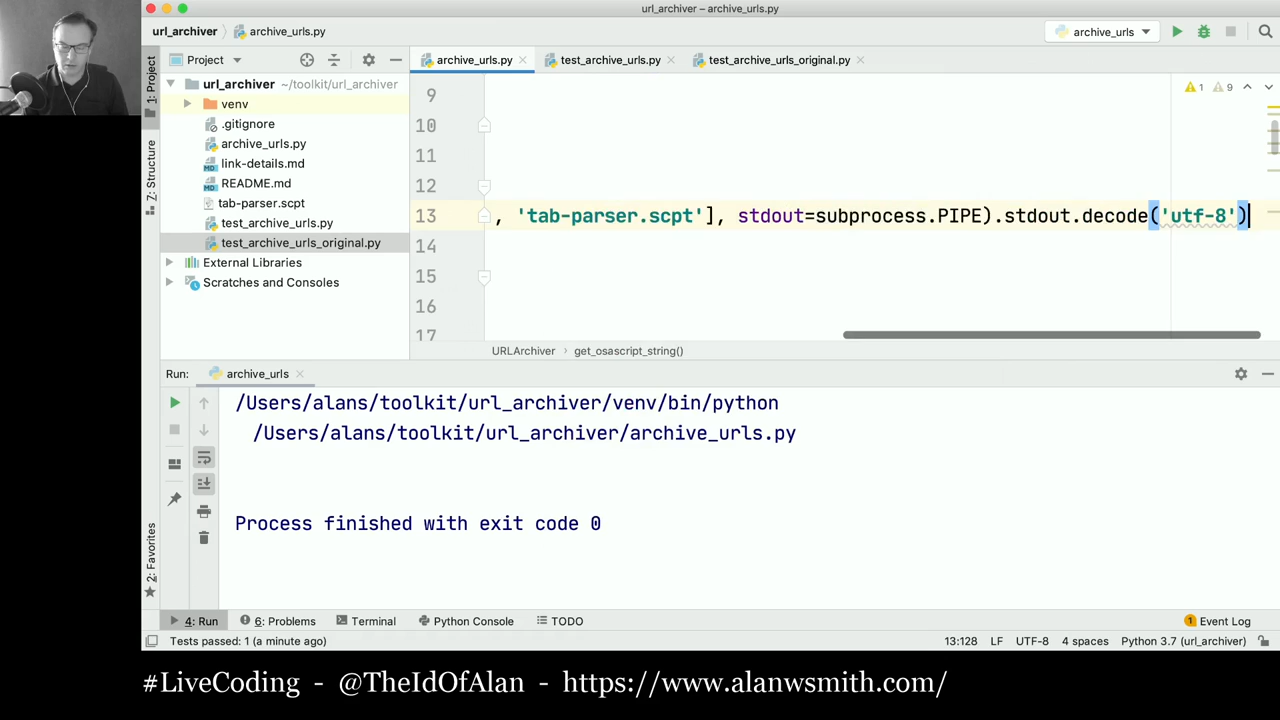 url_archiver – archive_urls.py
url_archiver archive_urls.py
archive_urls
1: Project
Z: Structure
2: Favorites
Project
url_archiver ~/toolkit/url_archiver
venv
.gitignore
archive_urls.py
link-details.md
README.md
tab-parser.scpt
test_archive_urls.py
test_archive_urls_original.py
External Libraries
Scratches and Consoles
archive_urls.py test_archive_urls.py test_archive_urls_original.py
1 9
9
10
11
12
13 , 'tab-parser.scpt'], stdout=subprocess.PIPE).stdout.decode('utf-8')
14
15
16
17
URLArchiver get_osascript_string()
Run: archive_urls
/Users/alans/toolkit/url_archiver/venv/bin/python
/Users/alans/toolkit/url_archiver/archive_urls.py
Process finished with exit code 0
4: Run 6: Problems Terminal Python Console TODO 1 Event Log
Tests passed: 1 (a minute ago) 13:128 LF UTF-8 4 spaces Python 3.7 (url_archiver)
#LiveCoding - @TheIdOfAlan - https://www.alanwsmith.com/